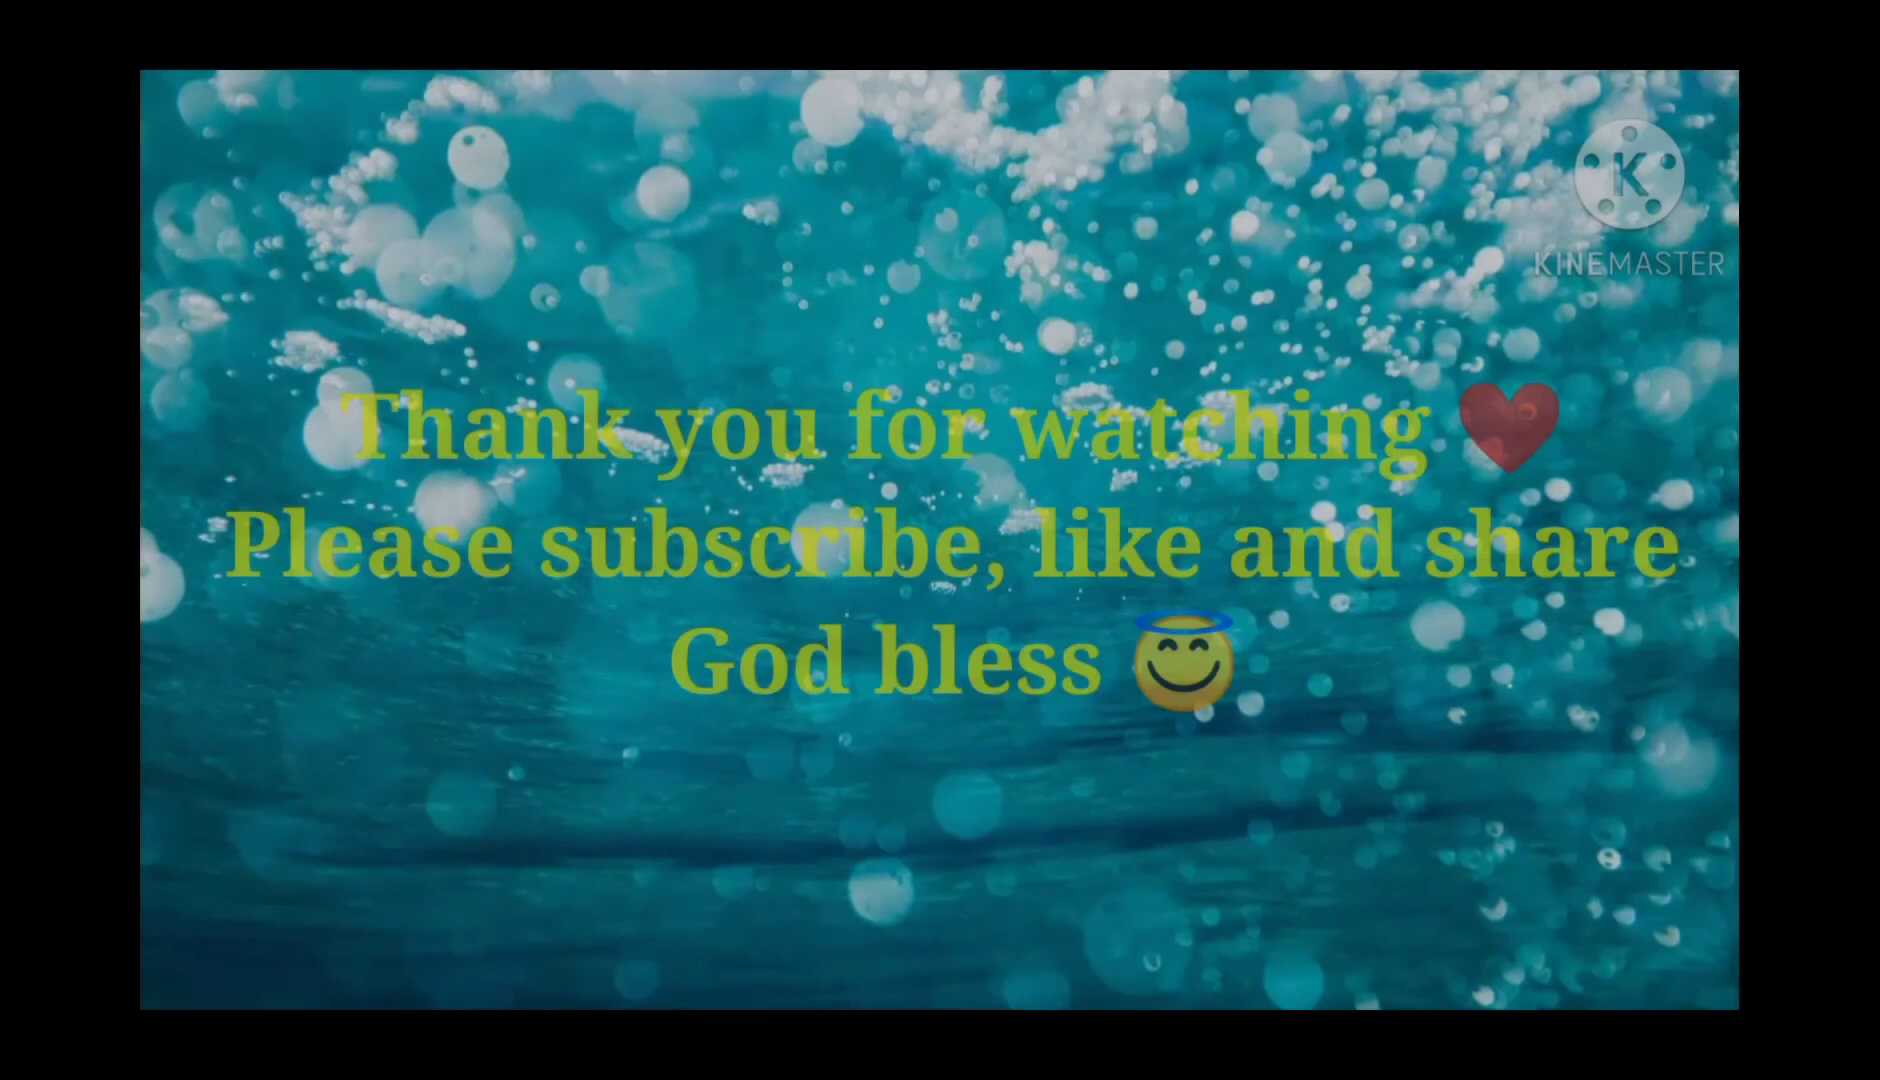 K
KINEMASTER
Thank you for watching ❤️
Please subscribe, like and share
God bless 😇